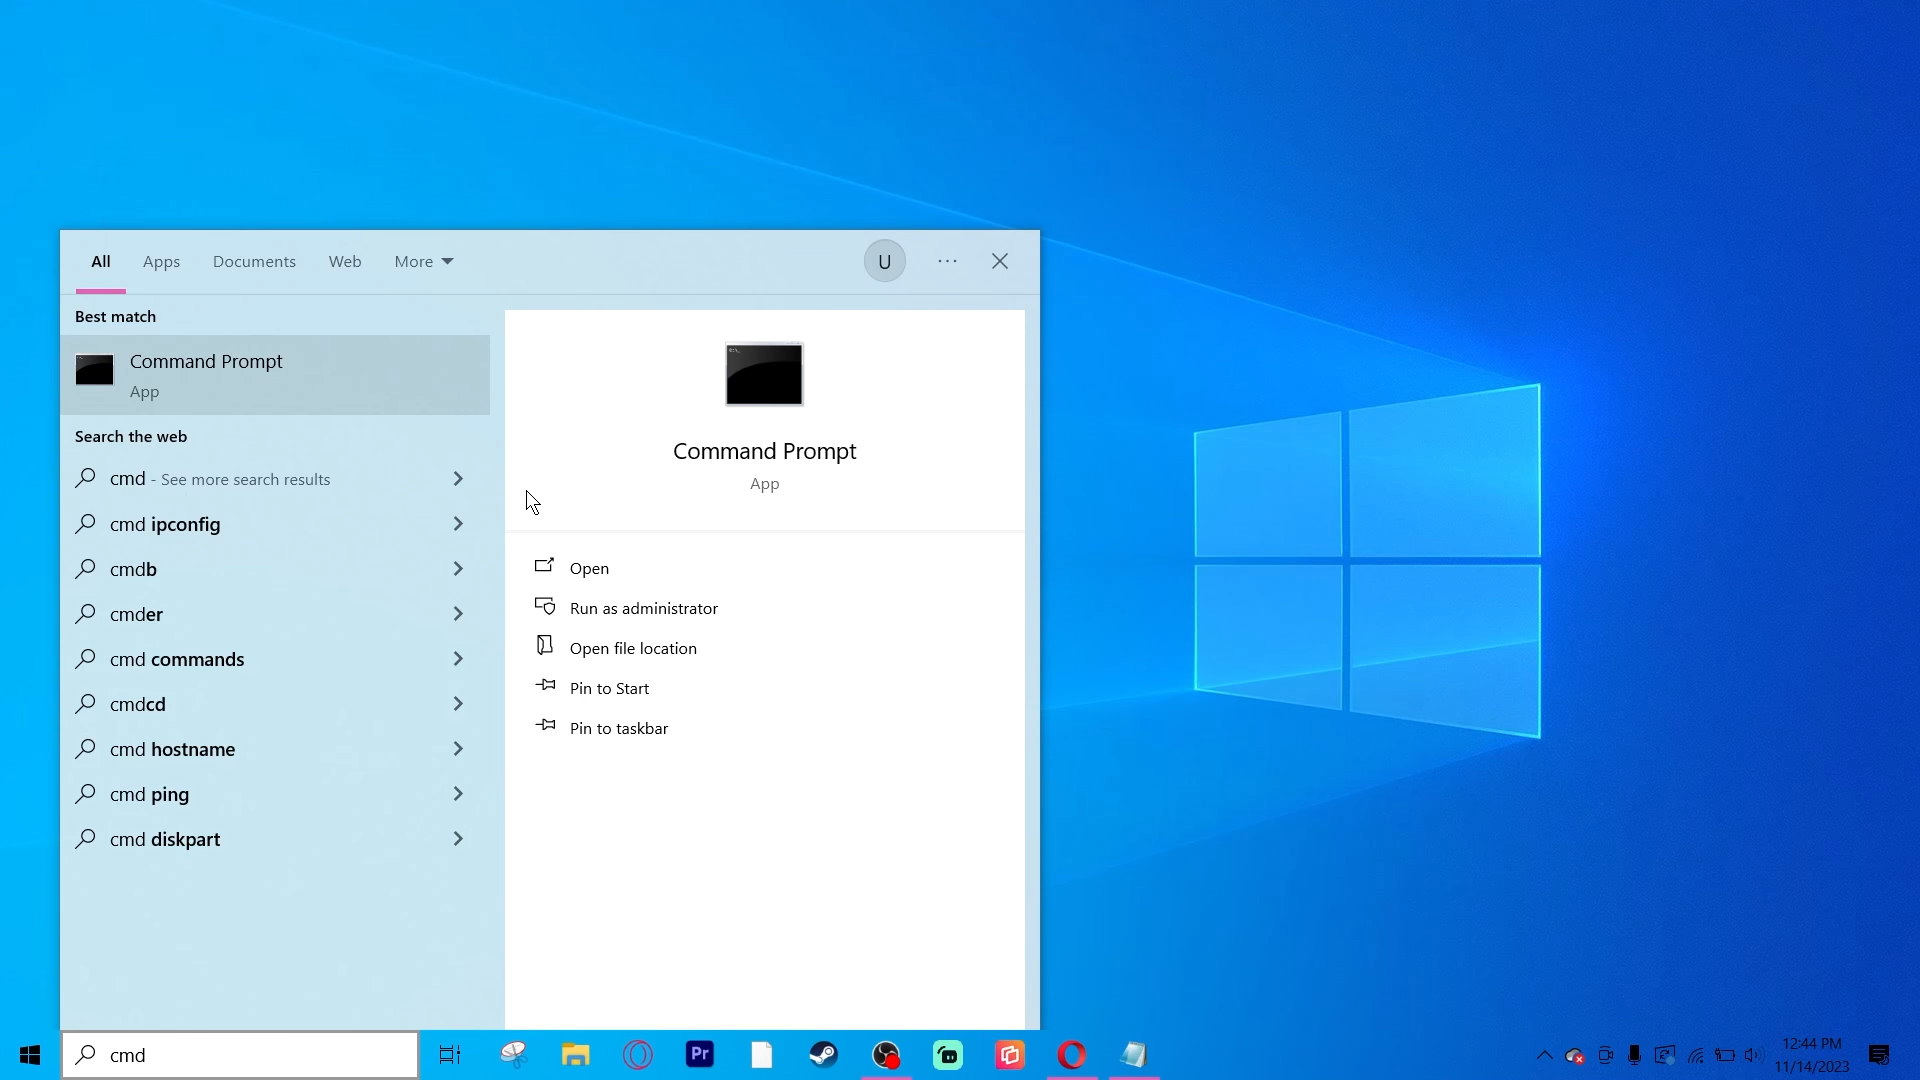 All Apps Documents Web More U
Best match
Command Prompt
App
Search the web
cmd - See more search results
cmd ipconfig
cmdb
cmder
cmd commands
cmdcd
cmd hostname
cmd ping
cmd diskpart
Command Prompt
App
Open
Run as administrator
Open file location
Pin to Start
Pin to taskbar
cmd
Pr
12:44 PM
11/14/2023